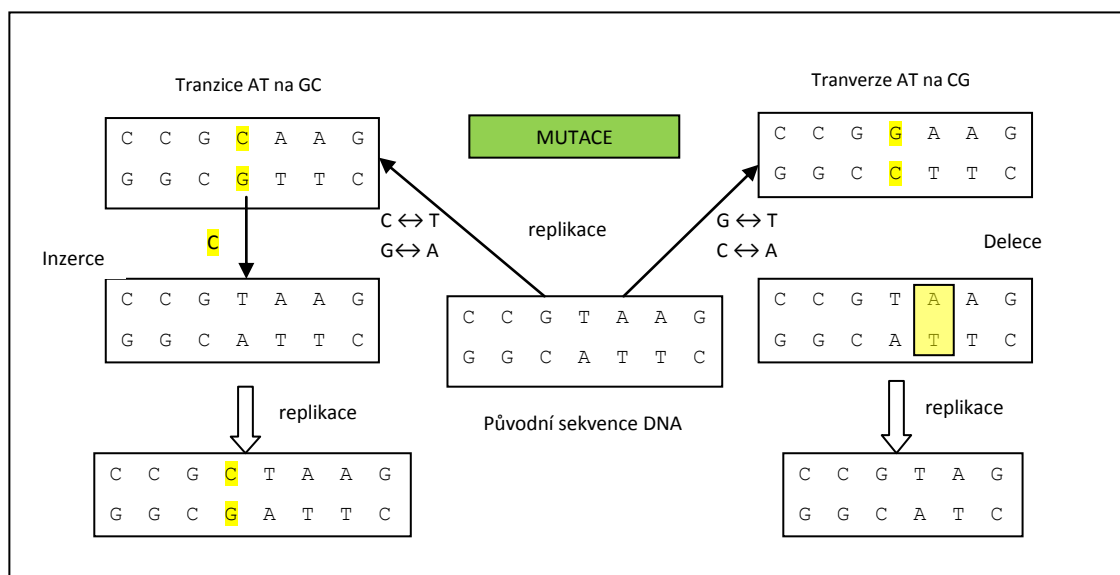 Tranzice AT na GC
Tranverze AT na CG
C C G C A A G
G G C G T T C
MUTACE
C C G G A A G
G G C C T T C
C ↔ T
G ↔ A
replikace
G ↔ T
C ↔ A
C
Inzerce
Delece
C C G T A A G
G G C A T T C
C C G T A A G
G G C A T T C
C C G T A A G
G G C A T T C
replikace
Původní sekvence DNA
replikace
C C G C T A A G
G G C G A T T C
C C G T A G
G G C A T C